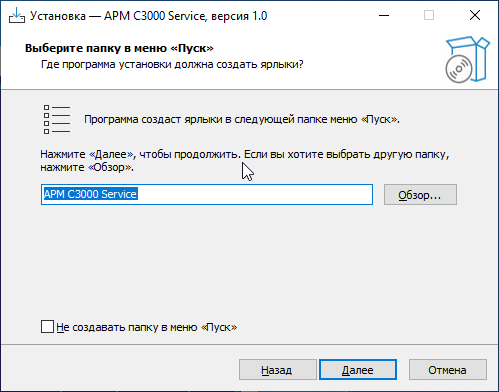 Установка — АРМ С3000 Service, версия 1.0
Выберите папку в меню «Пуск»
Где программа установки должна создать ярлыки?
Программа создаст ярлыки в следующей папке меню «Пуск».
Нажмите «Далее», чтобы продолжить. Если вы хотите выбрать другую папку,
нажмите «Обзор».
АРМ С3000 Service
Обзор...
Не создавать папку в меню «Пуск»
Назад
Далее
Отмена